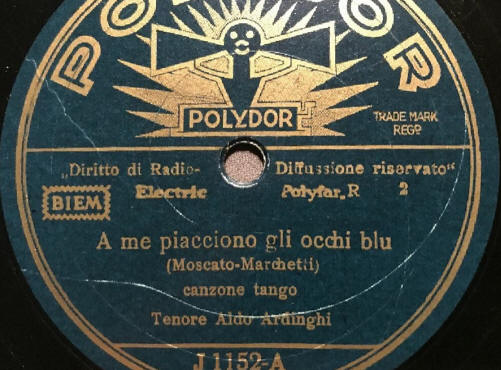 POLYDOR
POLYDOR
TRADE MARK
REGD
„Diritto di Radio- Diffussione riservato“
Electric Polyfar R 2
BIEM
A me piacciono gli occhi blu
(Moscato-Marchetti)
canzone tango
Tenore Aldo Ardinghi
J 1152-A